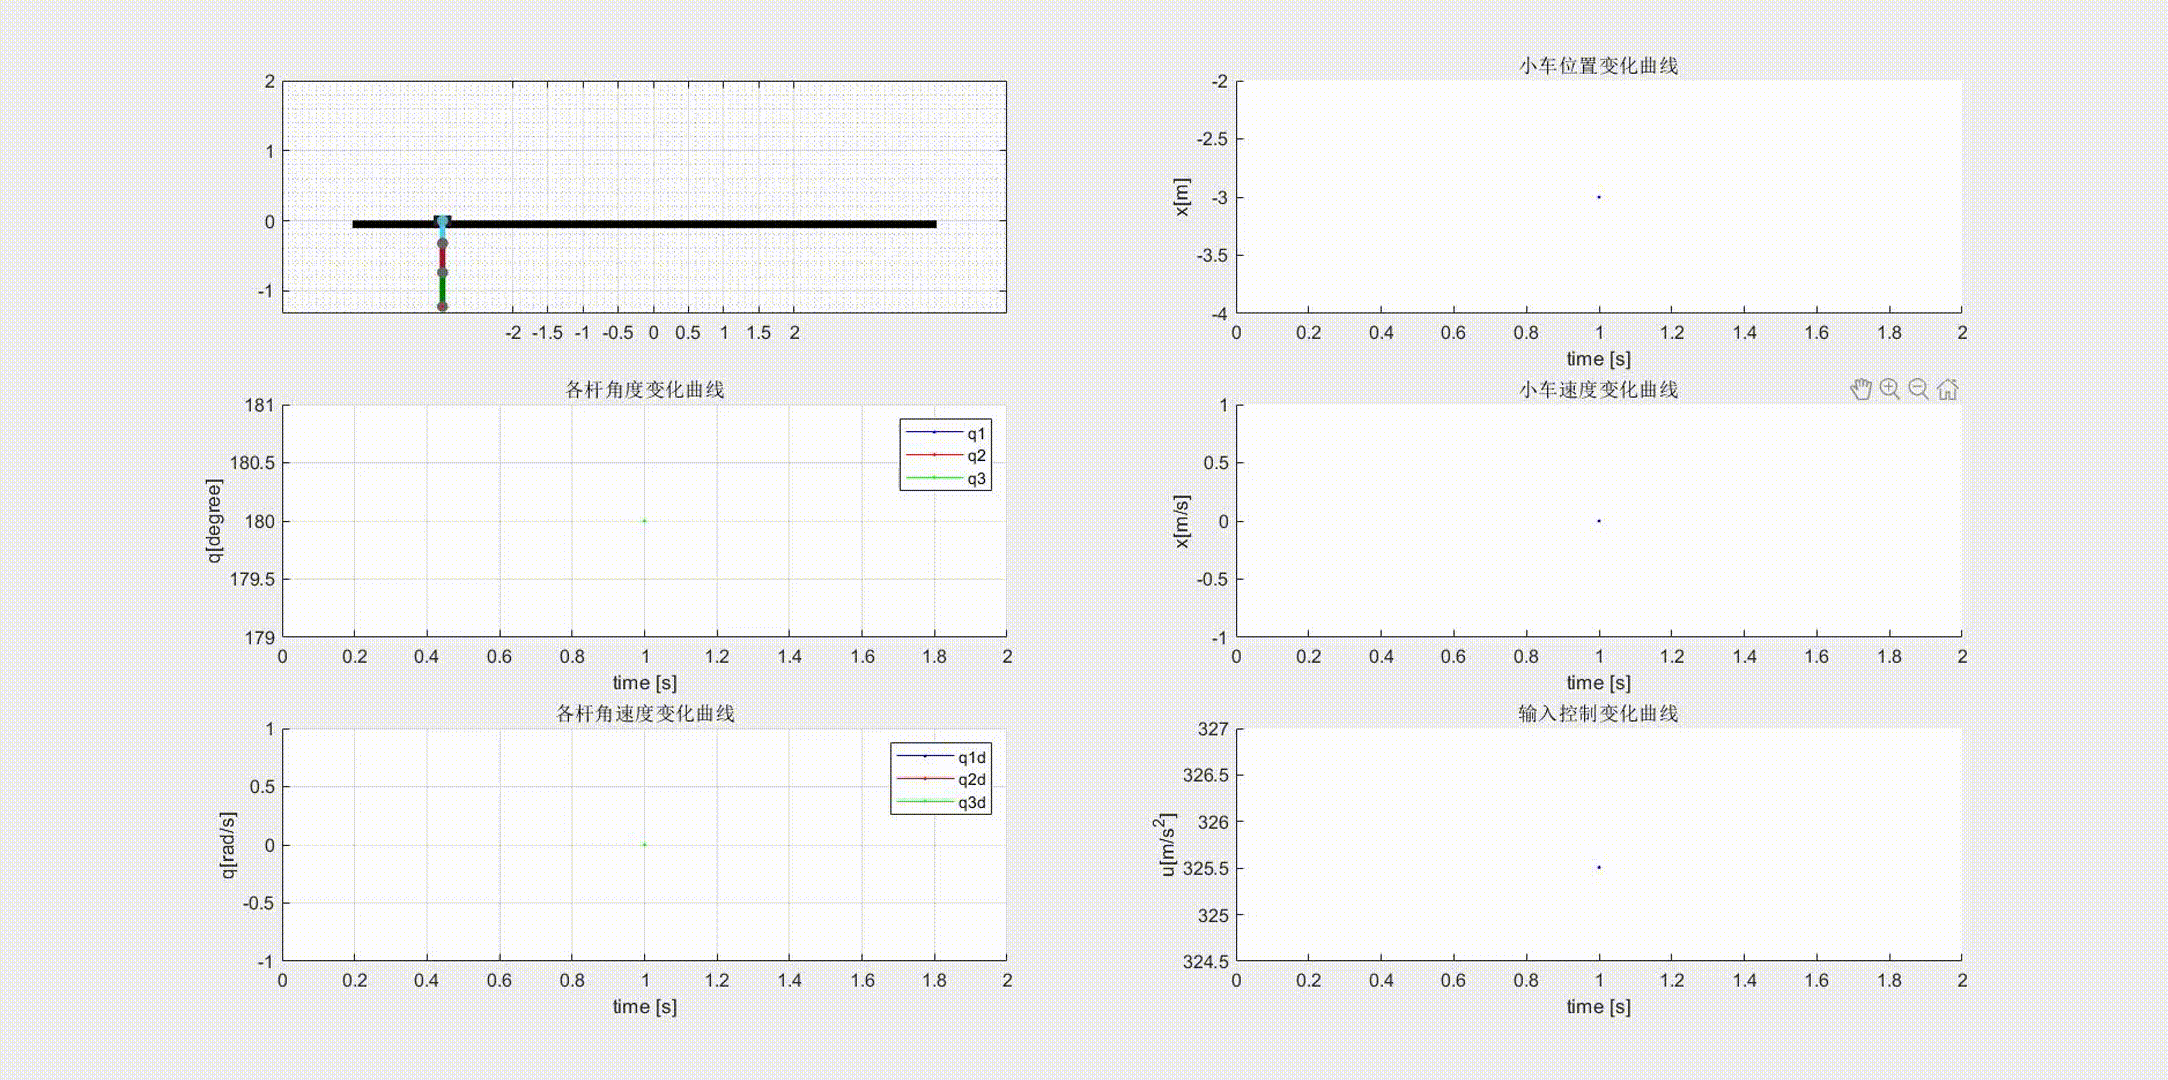 2
1
0
-1
-2 -1.5 -1 -0.5 0 0.5 1 1.5 2
小车位置变化曲线
-2
-2.5
-3
-3.5
-4
x[m]
0 0.2 0.4 0.6 0.8 1 1.2 1.4 1.6 1.8 2
time [s]
各杆角度变化曲线
181
180.5
180
179.5
179
q[degree]
q1
q2
q3
0 0.2 0.4 0.6 0.8 1 1.2 1.4 1.6 1.8 2
time [s]
小车速度变化曲线
1
0.5
0
-0.5
-1
x[m/s]
0 0.2 0.4 0.6 0.8 1 1.2 1.4 1.6 1.8 2
time [s]
各杆角速度变化曲线
1
0.5
0
-0.5
-1
q[rad/s]
q1d
q2d
q3d
0 0.2 0.4 0.6 0.8 1 1.2 1.4 1.6 1.8 2
time [s]
输入控制变化曲线
327
326.5
326
325.5
325
324.5
u[m/s²]
0 0.2 0.4 0.6 0.8 1 1.2 1.4 1.6 1.8 2
time [s]